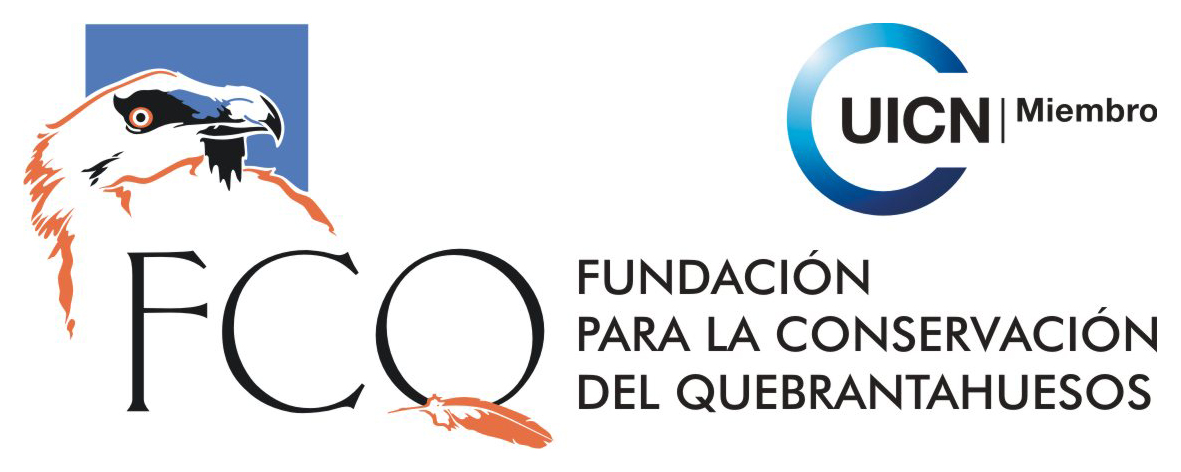 UICN | Miembro
FCQ
FUNDACIÓN
PARA LA CONSERVACIÓN
DEL QUEBRANTAHUESOS